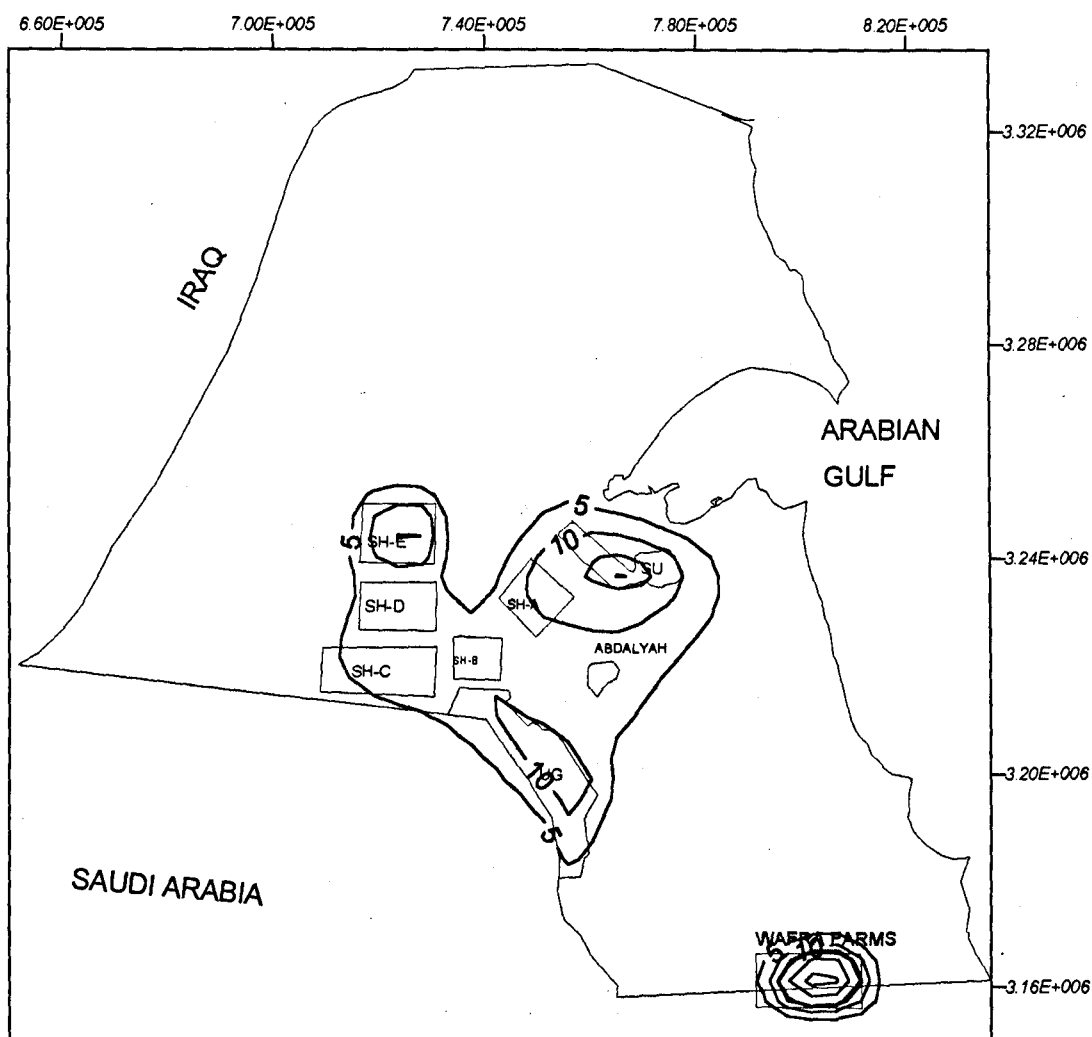 6.60E+005 7.00E+005 7.40E+005 7.80E+005 8.20E+005
3.32E+006
IRAQ
3.28E+006
ARABIAN
GULF
5
5
10
SH-E
3.24E+006
SU
SH-D
SH-A
ABDALYAH
SH-B
SH-C
10
3.20E+006
5
SAUDI ARABIA
WAFRA FARMS
5
10
3.16E+006